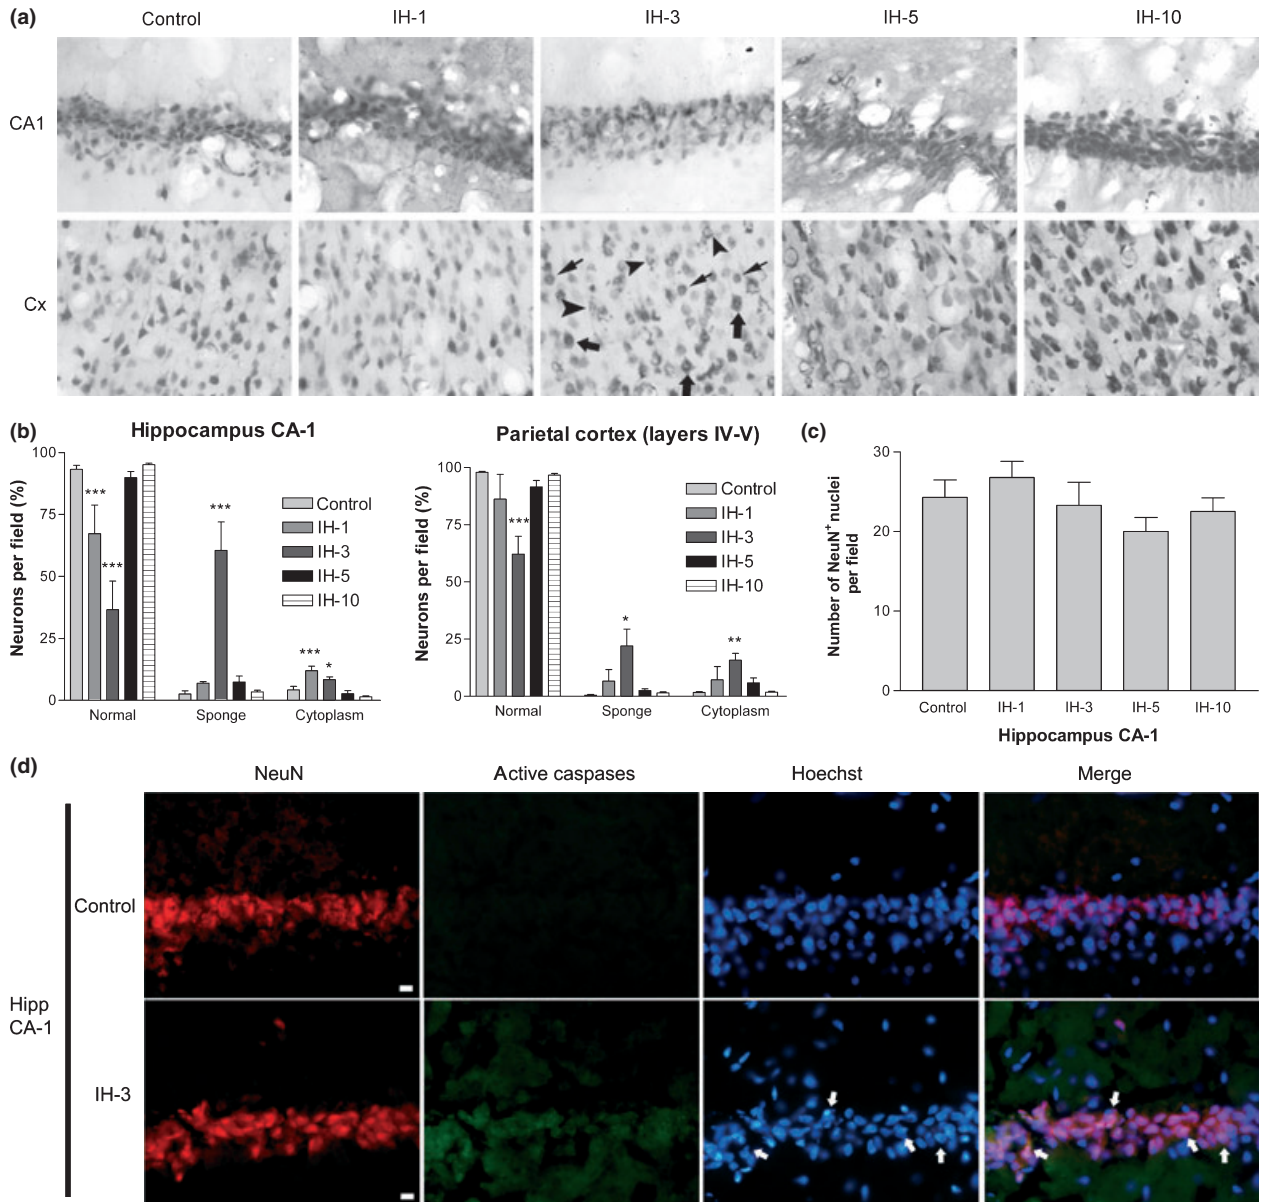 (a)
Control IH-1 IH-3 IH-5 IH-10
CA1
Cx
(b)
Hippocampus CA-1
Neurons per field (%)
100
75
50
25
0
***
***
***
***
*
Control
IH-1
IH-3
IH-5
IH-10
Normal Sponge Cytoplasm
Parietal cortex (layers IV-V)
Neurons per field (%)
100
75
50
25
0
***
*
**
Control
IH-1
IH-3
IH-5
IH-10
Normal Sponge Cytoplasm
(c)
Number of NeuN+ nuclei
per field
30
20
10
0
Control IH-1 IH-3 IH-5 IH-10
Hippocampus CA-1
(d)
NeuN Active caspases Hoechst Merge
Control
Hipp
CA-1
IH-3